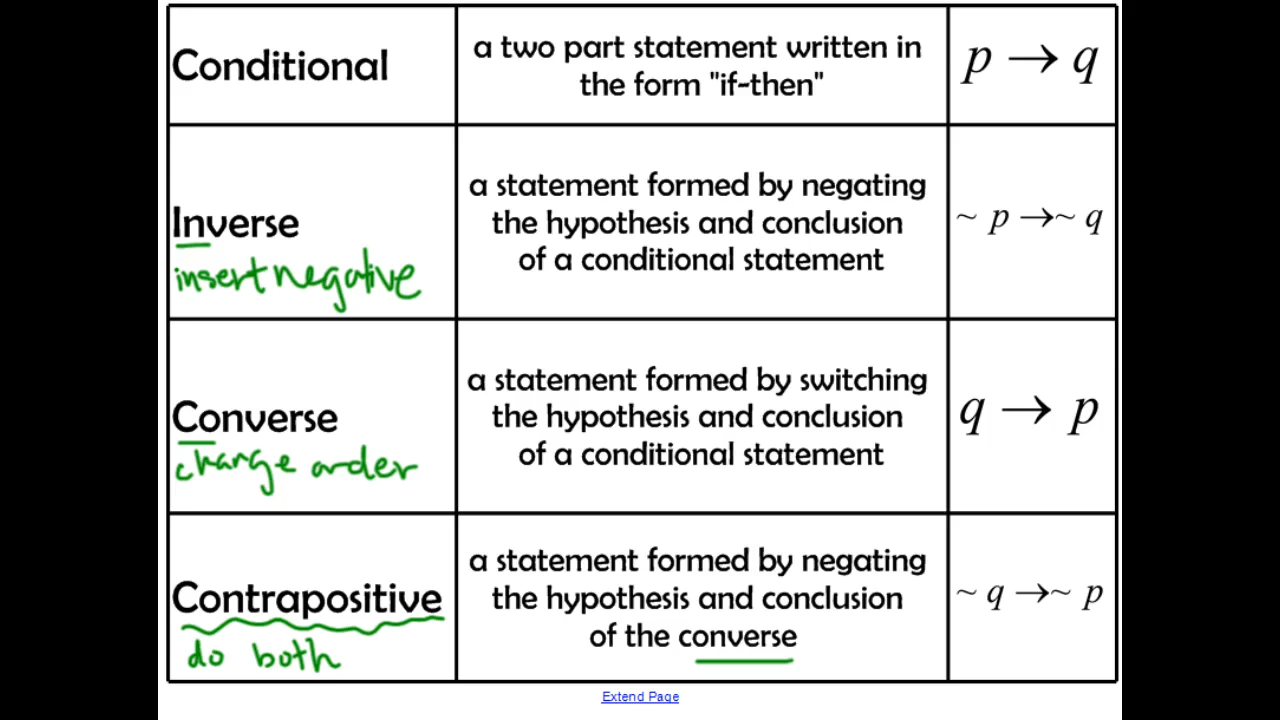 Conditional
a two part statement written in
the form "if-then"
p → q
Inverse
insert negative
a statement formed by negating
the hypothesis and conclusion
of a conditional statement
~ p →~ q
Converse
change order
a statement formed by switching
the hypothesis and conclusion
of a conditional statement
q → p
Contrapositive
do both
a statement formed by negating
the hypothesis and conclusion
of the converse
~ q →~ p
Extend Page